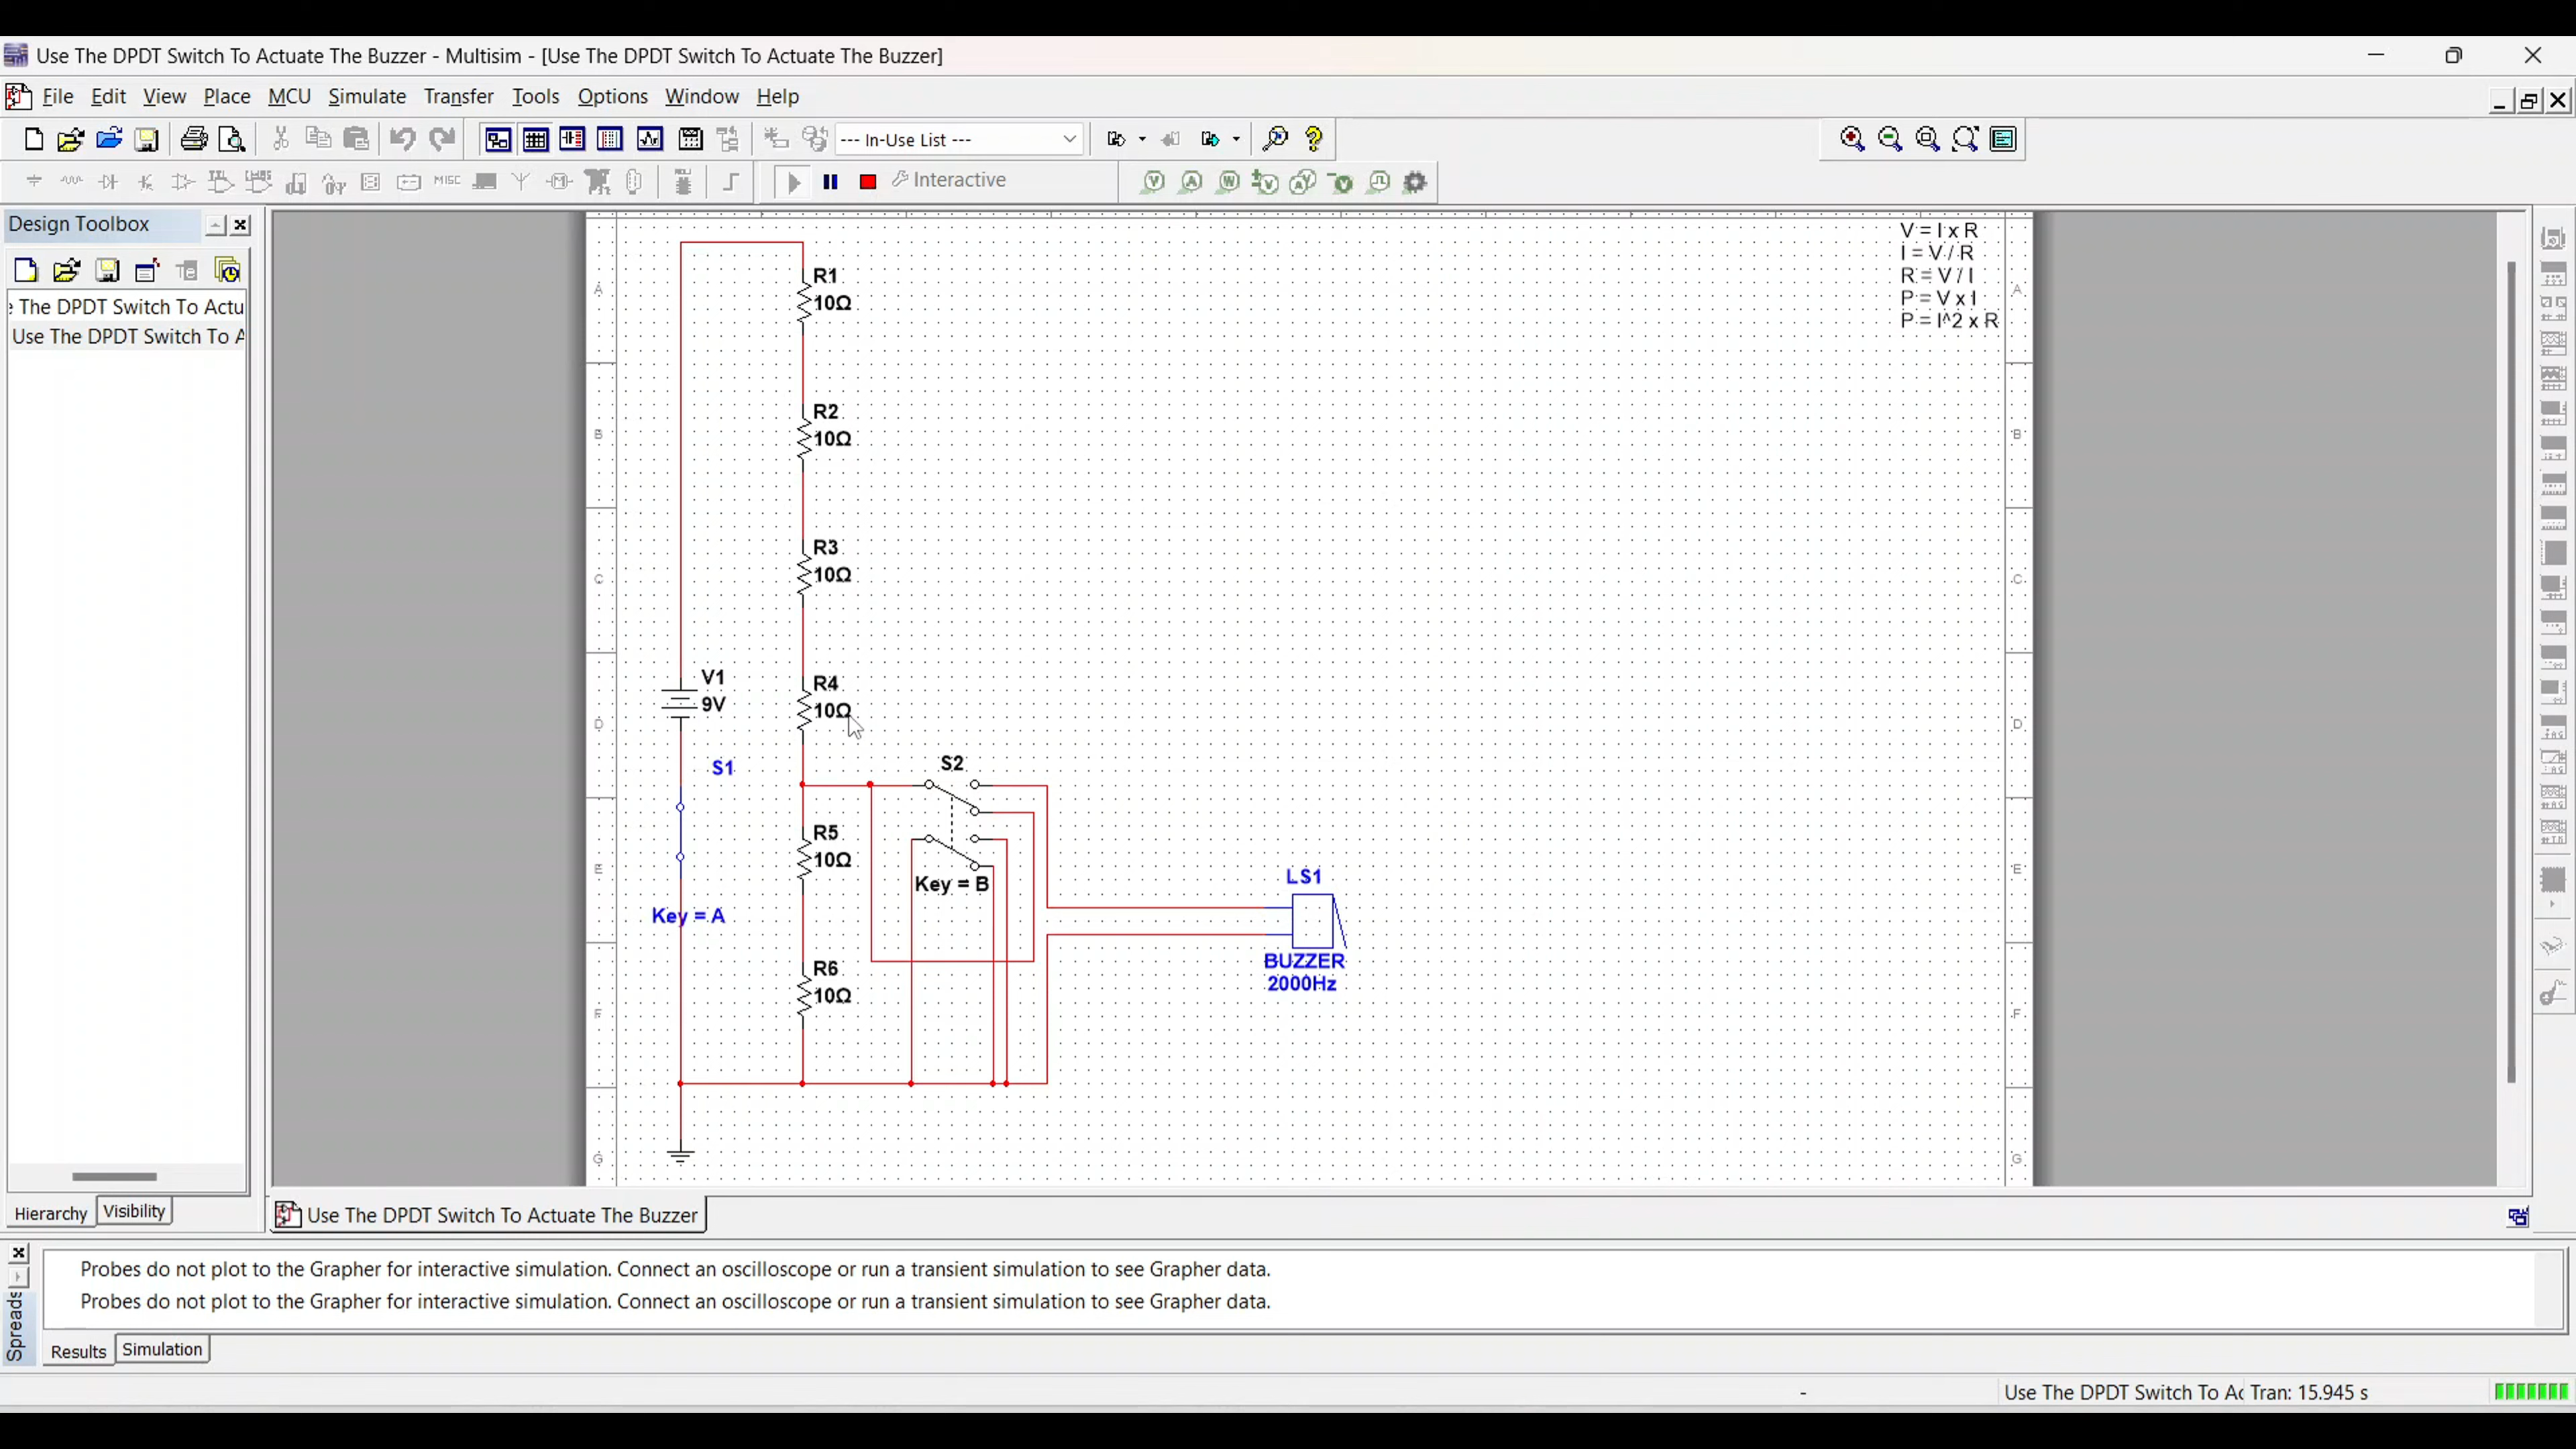 Use The DPDT Switch To Actuate The Buzzer - Multisim - [Use The DPDT Switch To Actuate The Buzzer]
File Edit View Place MCU Simulate Transfer Tools Options Window Help
--- In-Use List ---
MISC Interactive
Design Toolbox
e The DPDT Switch To Actu
Use The DPDT Switch To A
Hierarchy Visibility
V = I x R
I = V / R
R = V / I
P = V x I
P = I^2 x R
A A
B B
C C
D D
E E
F F
G G
R1
10Ω
R2
10Ω
R3
10Ω
V1
9V
R4
10Ω
S1
Key = A
S2
Key = B
R5
10Ω
R6
10Ω
LS1
BUZZER
2000Hz
Use The DPDT Switch To Actuate The Buzzer
Spreads
Probes do not plot to the Grapher for interactive simulation. Connect an oscilloscope or run a transient simulation to see Grapher data.
Probes do not plot to the Grapher for interactive simulation. Connect an oscilloscope or run a transient simulation to see Grapher data.
Results Simulation
- Use The DPDT Switch To Ac Tran: 15.945 s